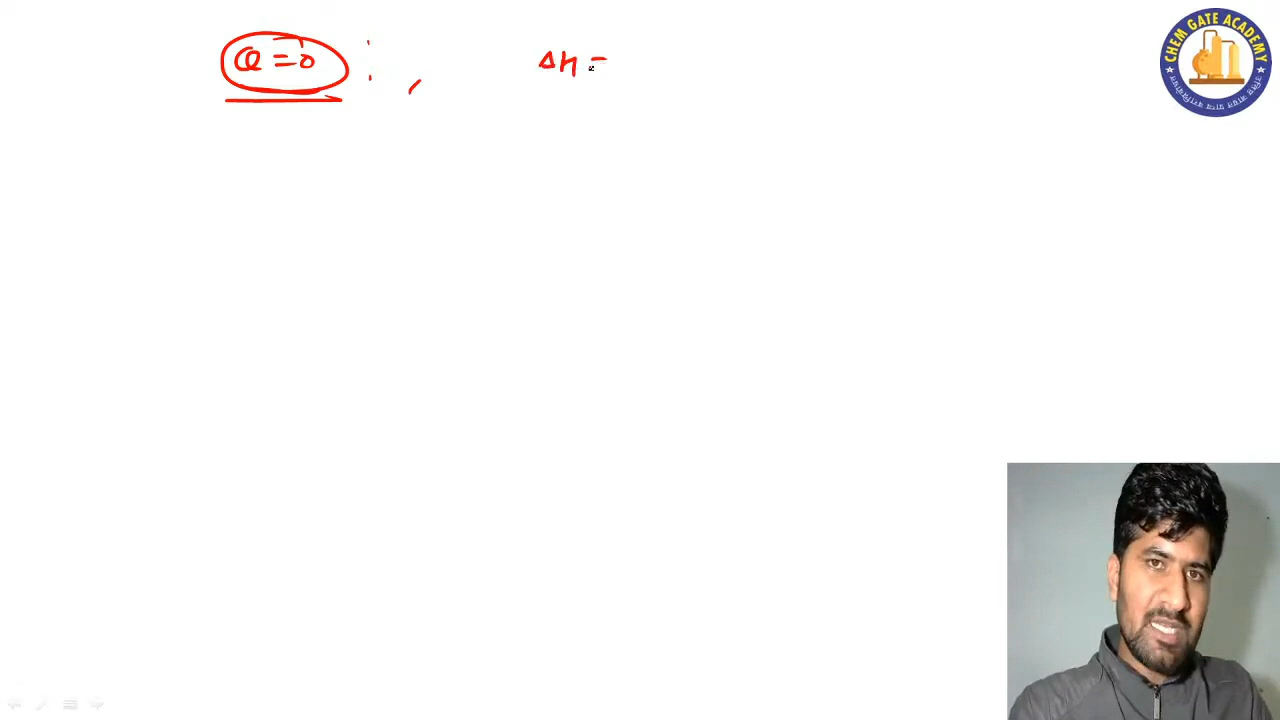 Q = 0 : , ΔH =
CHEM GATE ACADEMY